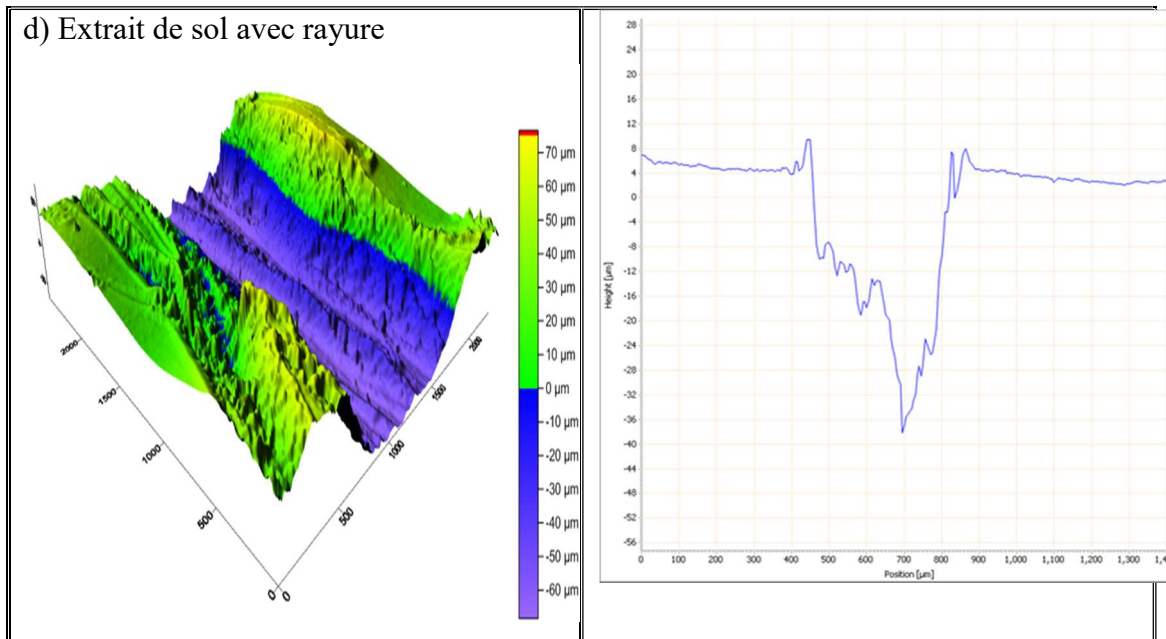 d) Extrait de sol avec rayure
70 µm
60 µm
50 µm
40 µm
30 µm
20 µm
10 µm
0 µm
-10 µm
-20 µm
-30 µm
-40 µm
-50 µm
-60 µm
2000
1500
1000
500
0
0
500
1000
1500
2000
28
24
20
16
12
8
4
0
-4
-8
-12
-16
-20
-24
-28
-32
-36
-40
-44
-48
-52
-56
Height [µm]
0 100 200 300 400 500 600 700 800 900 1,000 1,100 1,200 1,300 1,4
Position [µm]